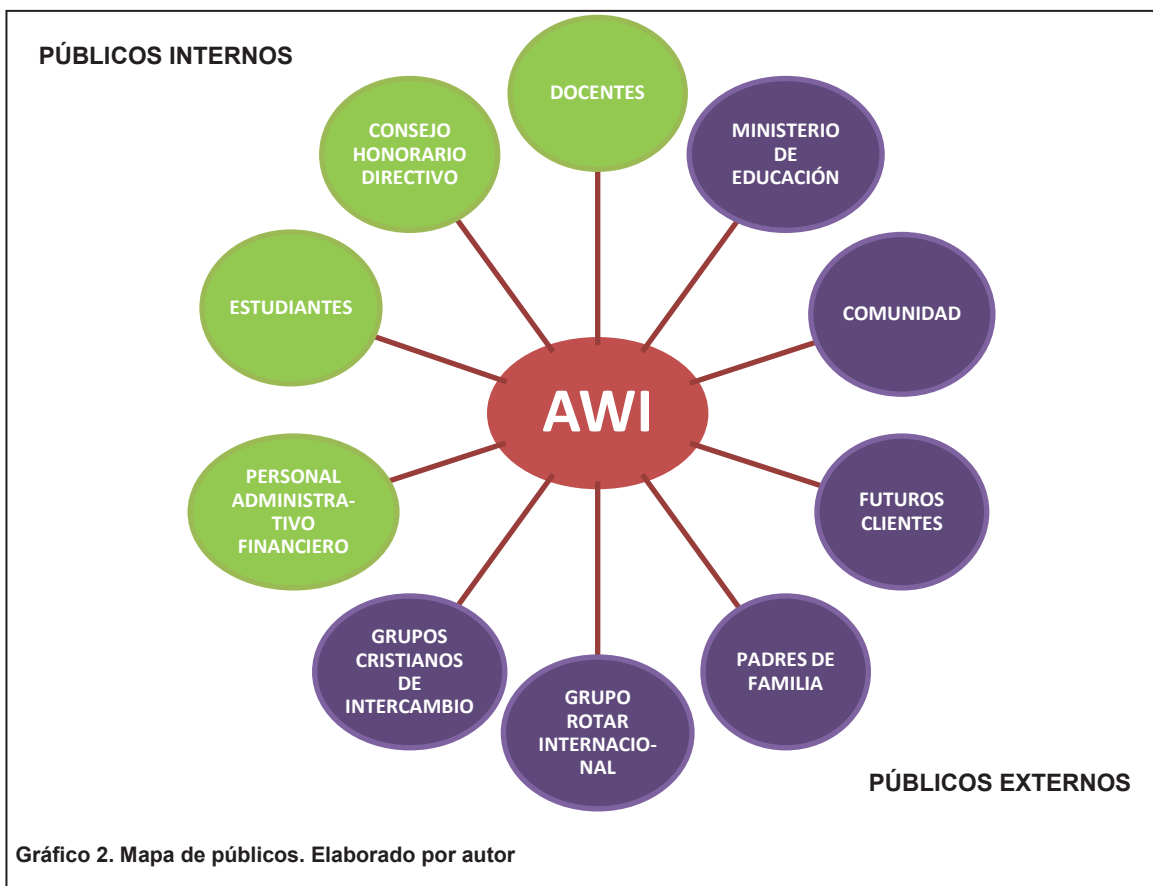 PÚBLICOS INTERNOS
DOCENTES
CONSEJO
HONORARIO
DIRECTIVO
MINISTERIO
DE
EDUCACIÓN
ESTUDIANTES
COMUNIDAD
AWI
PERSONAL
ADMINISTRA-
TIVO
FINANCIERO
FUTUROS
CLIENTES
GRUPOS
CRISTIANOS
DE
INTERCAMBIO
GRUPO
ROTAR
INTERNACIO-
NAL
PADRES DE
FAMILIA
PÚBLICOS EXTERNOS
Gráfico 2. Mapa de públicos. Elaborado por autor